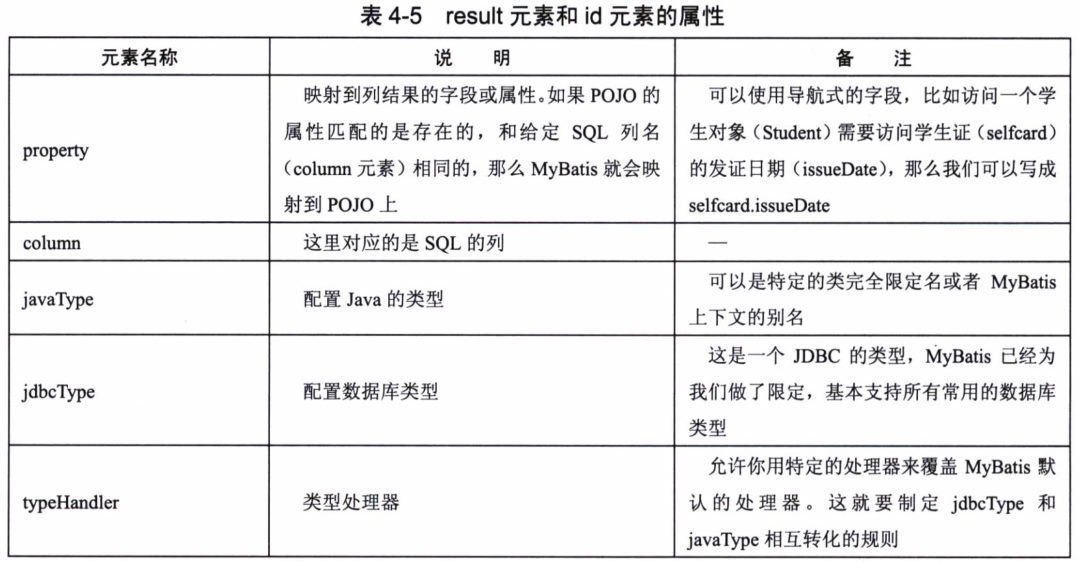 表 4-5 result 元素和 id 元素的属性
元素名称
说 明
备 注
property
映射到列结果的字段或属性。如果 POJO 的
属性匹配的是存在的，和给定 SQL 列名
（column 元素）相同的，那么 MyBatis 就会映
射到 POJO 上
可以使用导航式的字段，比如访问一个学
生对象（Student）需要访问学生证（selfcard）
的发证日期（issueDate），那么我们可以写成
selfcard.issueDate
column
这里对应的是 SQL 的列
—
javaType
配置 Java 的类型
可以是特定的类完全限定名或者 MyBatis
上下文的别名
jdbcType
配置数据库类型
这是一个 JDBC 的类型，MyBatis 已经为
我们做了限定，基本支持所有常用的数据库
类型
typeHandler
类型处理器
允许你用特定的处理器来覆盖 MyBatis 默
认的处理器。这就要制定 jdbcType 和
javaType 相互转化的规则